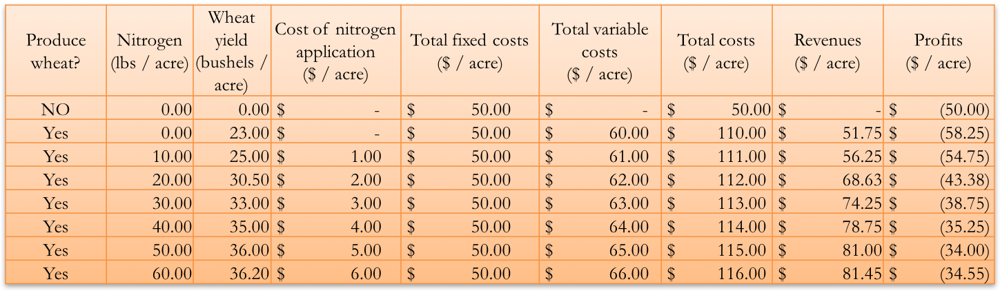 Produce wheat? | Nitrogen (lbs / acre) | Wheat yield (bushels / acre) | Cost of nitrogen application ($ / acre) | Total fixed costs ($ / acre) | Total variable costs ($ / acre) | Total costs ($ / acre) | Revenues ($ / acre) | Profits ($ / acre)
NO 0.00 0.00 $ - $ 50.00 $ - $ 50.00 $ - $ (50.00)
Yes 0.00 23.00 $ - $ 50.00 $ 60.00 $ 110.00 $ 51.75 $ (58.25)
Yes 10.00 25.00 $ 1.00 $ 50.00 $ 61.00 $ 111.00 $ 56.25 $ (54.75)
Yes 20.00 30.50 $ 2.00 $ 50.00 $ 62.00 $ 112.00 $ 68.63 $ (43.38)
Yes 30.00 33.00 $ 3.00 $ 50.00 $ 63.00 $ 113.00 $ 74.25 $ (38.75)
Yes 40.00 35.00 $ 4.00 $ 50.00 $ 64.00 $ 114.00 $ 78.75 $ (35.25)
Yes 50.00 36.00 $ 5.00 $ 50.00 $ 65.00 $ 115.00 $ 81.00 $ (34.00)
Yes 60.00 36.20 $ 6.00 $ 50.00 $ 66.00 $ 116.00 $ 81.45 $ (34.55)